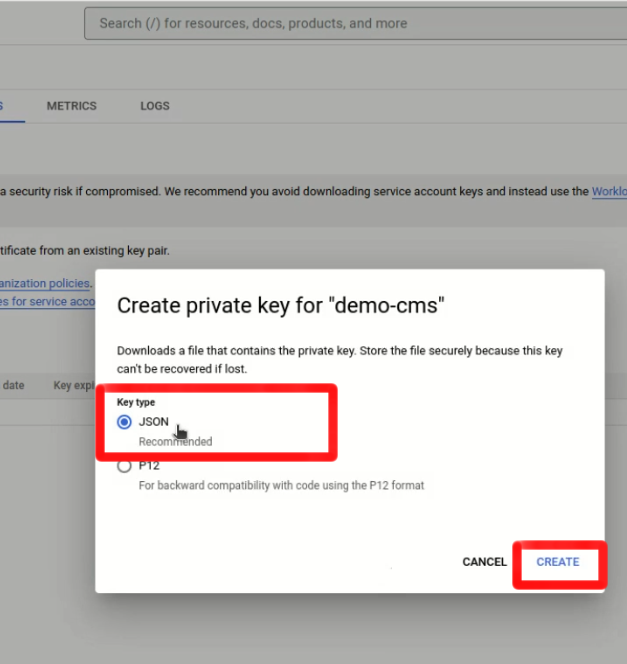 Search (/) for resources, docs, products, and more
METRICS LOGS
a security risk if compromised. We recommend you avoid downloading service account keys and instead use the
tificate from an existing key pair.
anization policies.
es for service acco
Create private key for "demo-cms"
Downloads a file that contains the private key. Store the file securely because this key
can't be recovered if lost.
date Key expi
Key type
JSON
Recommended
P12
For backward compatibility with code using the P12 format
CANCEL CREATE